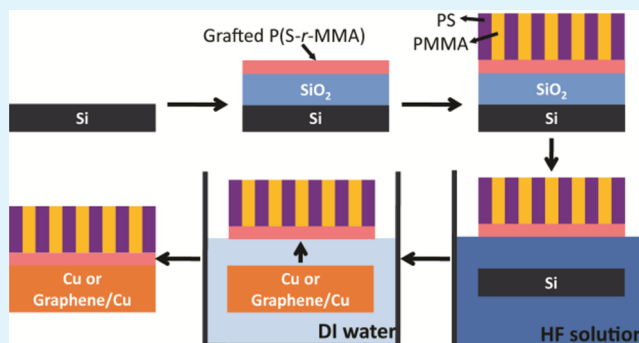 PS
PMMA
Grafted P(S-r-MMA)
SiO₂
Si
SiO₂
Si
Si
Cu or
Graphene/Cu
Cu or
Graphene/Cu
DI water
Si
HF solution